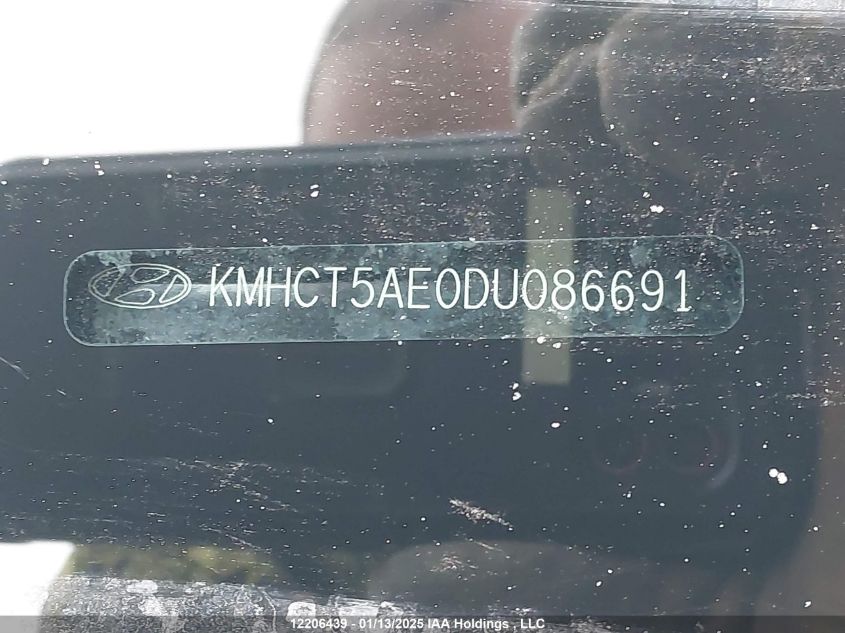 KMHCT5AE0DU086691
12206439 - 01/13/2025 IAA Holdings , LLC